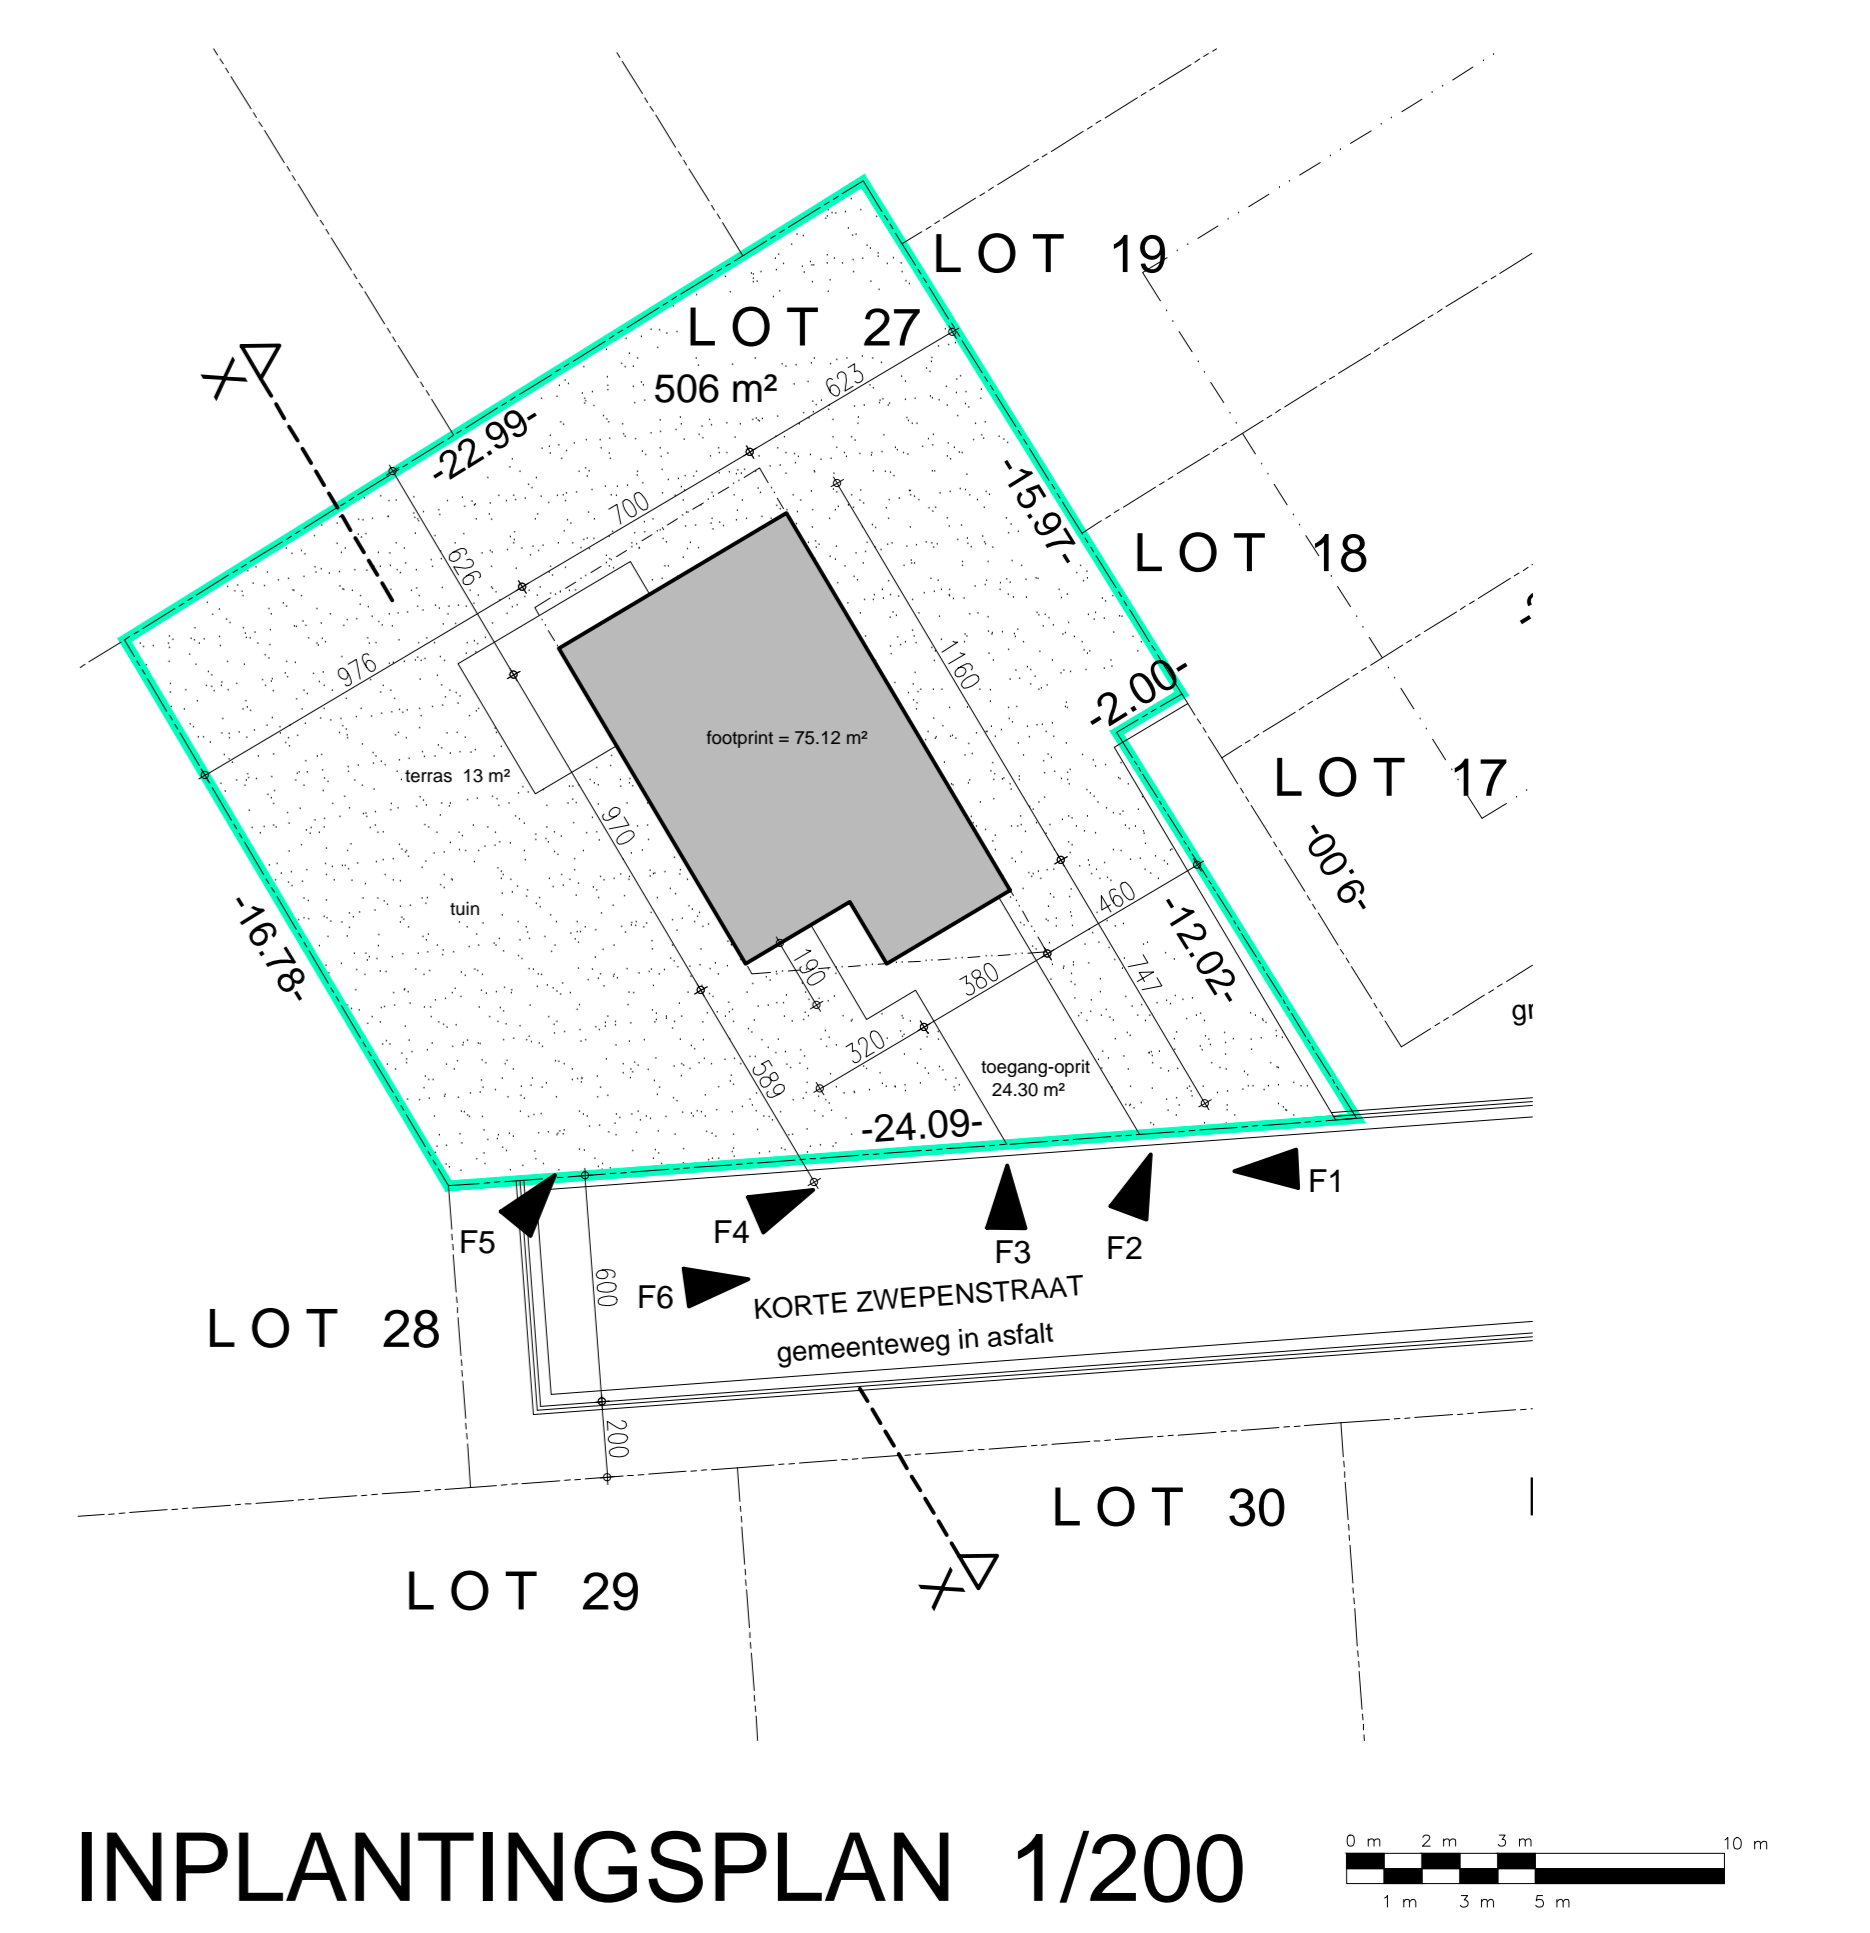 LOT 19
LOT 27
506 m²
623
-22.99-
700
-15.97-
626
LOT 18
1160
976
-2.00-
footprint = 75.12 m²
terras 13 m²
LOT 17
970
-9.00-
tuin
460
-16.78-
-12.02-
190
380
747
gr
320
toegang-oprit
24.30 m²
589
-24.09-
F1
F5
F4
F3
F2
600
F6
KORTE ZWEPENSTRAAT
gemeenteweg in asfalt
LOT 28
200
LOT 30
LOT 29
X
X
INPLANTINGSPLAN 1/200
0 m 2 m 3 m 10 m
1 m 3 m 5 m